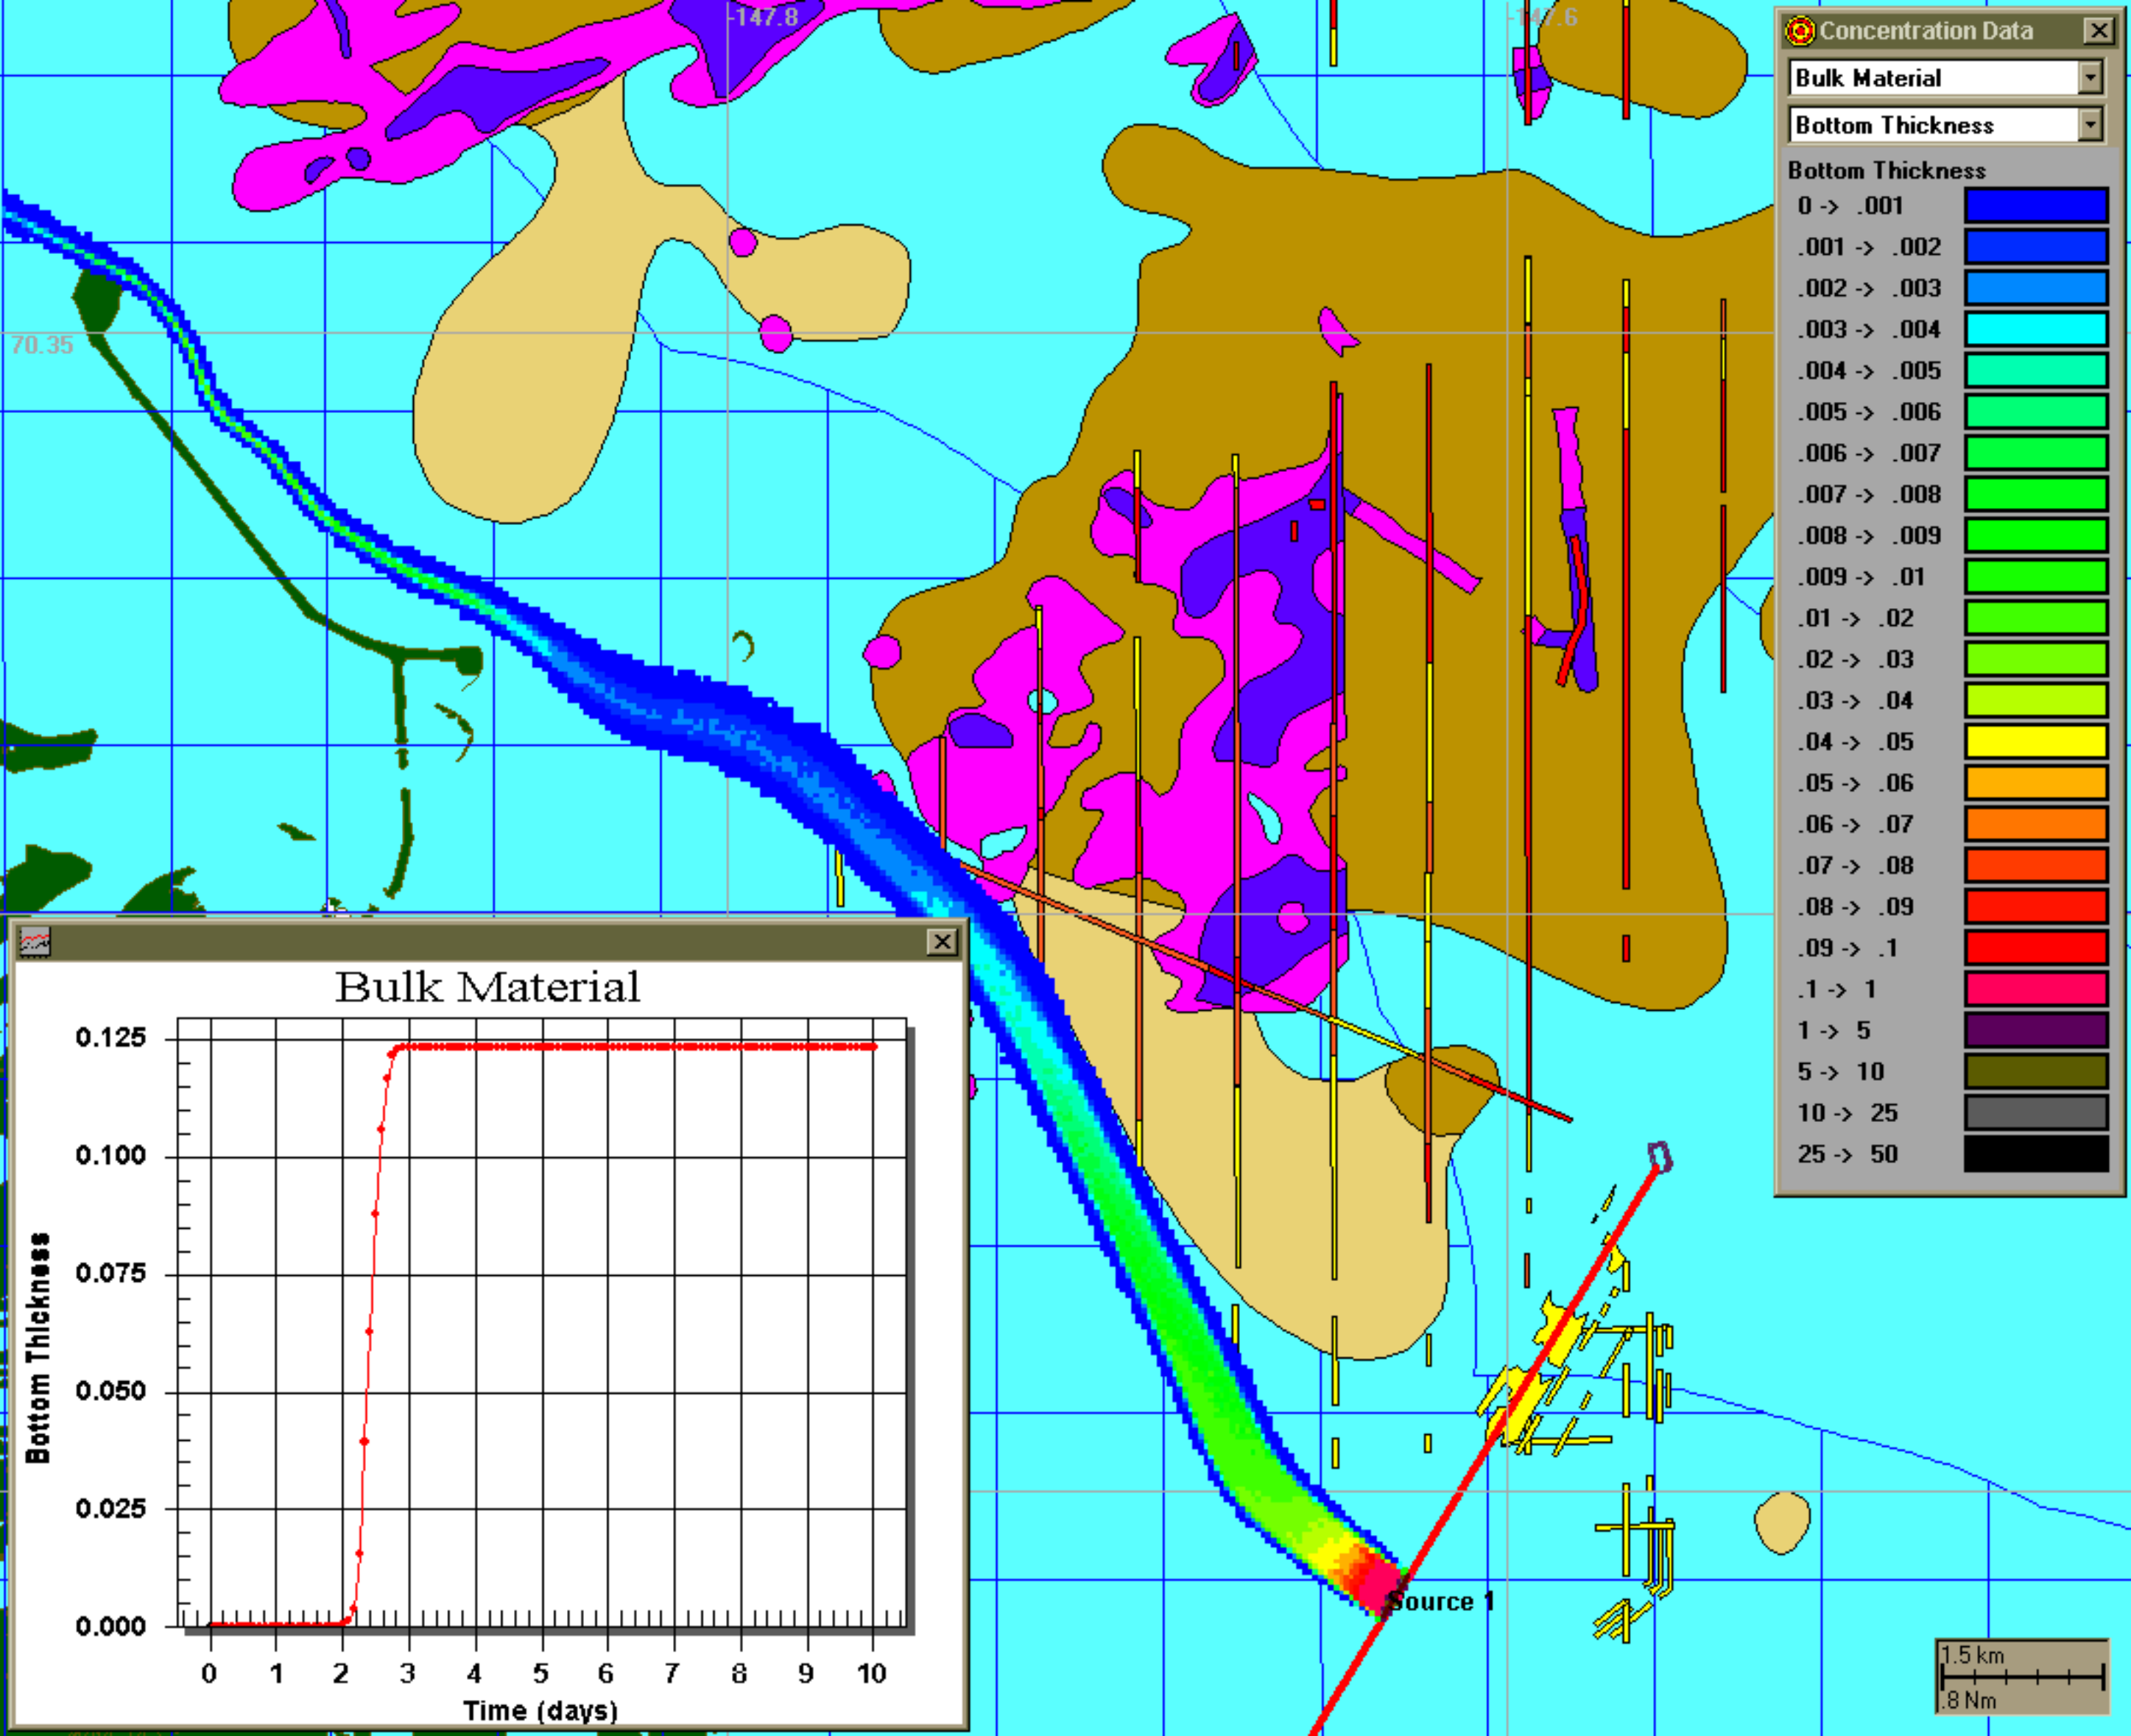 -147.8
-147.6
70.35
Concentration Data
Bulk Material
Bottom Thickness
Bottom Thickness
0 -> .001
.001 -> .002
.002 -> .003
.003 -> .004
.004 -> .005
.005 -> .006
.006 -> .007
.007 -> .008
.008 -> .009
.009 -> .01
.01 -> .02
.02 -> .03
.03 -> .04
.04 -> .05
.05 -> .06
.06 -> .07
.07 -> .08
.08 -> .09
.09 -> .1
.1 -> 1
1 -> 5
5 -> 10
10 -> 25
25 -> 50
Bulk Material
Bottom Thickness
0.125
0.100
0.075
0.050
0.025
0.000
0 1 2 3 4 5 6 7 8 9 10
Time (days)
Source 1
1.5 km
.8 Nm